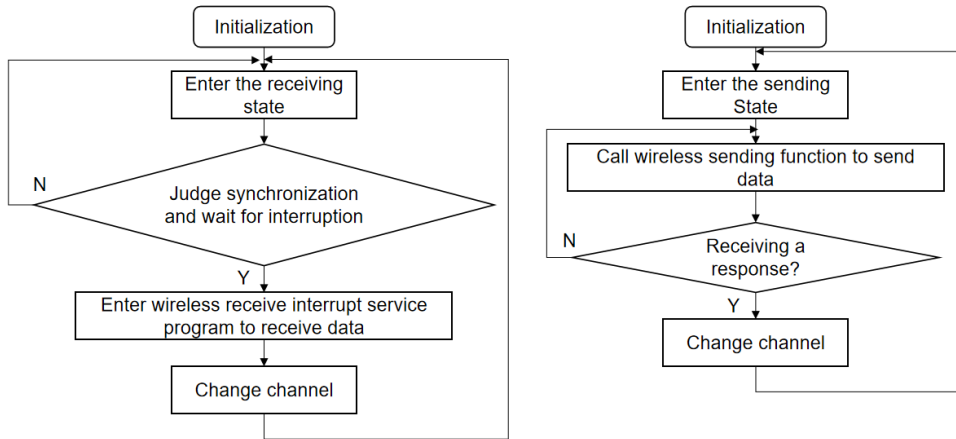 Initialization
Enter the receiving
state
N
Judge synchronization
and wait for interruption
Y
Enter wireless receive interrupt service
program to receive data
Change channel
Initialization
Enter the sending
State
Call wireless sending function to send
data
N
Receiving a
response?
Y
Change channel